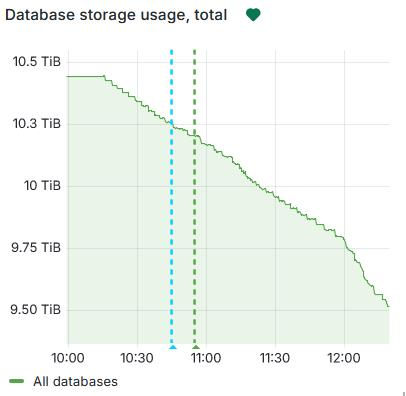 Database storage usage, total
10.5 TiB
10.3 TiB
10 TiB
9.75 TiB
9.50 TiB
10:00 10:30 11:00 11:30 12:00
All databases